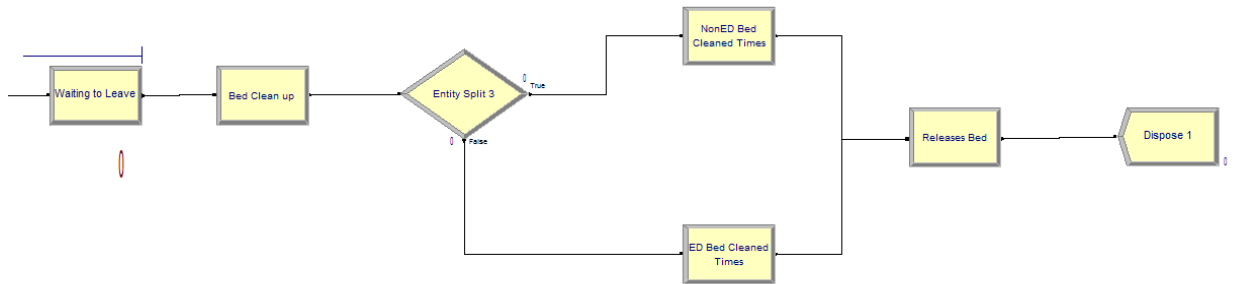 Waiting to Leave
Bed Clean up
Entity Split 3
0
True
0
False
0
NonED Bed
Cleaned Times
ED Bed Cleaned
Times
Releases Bed
Dispose 1
0